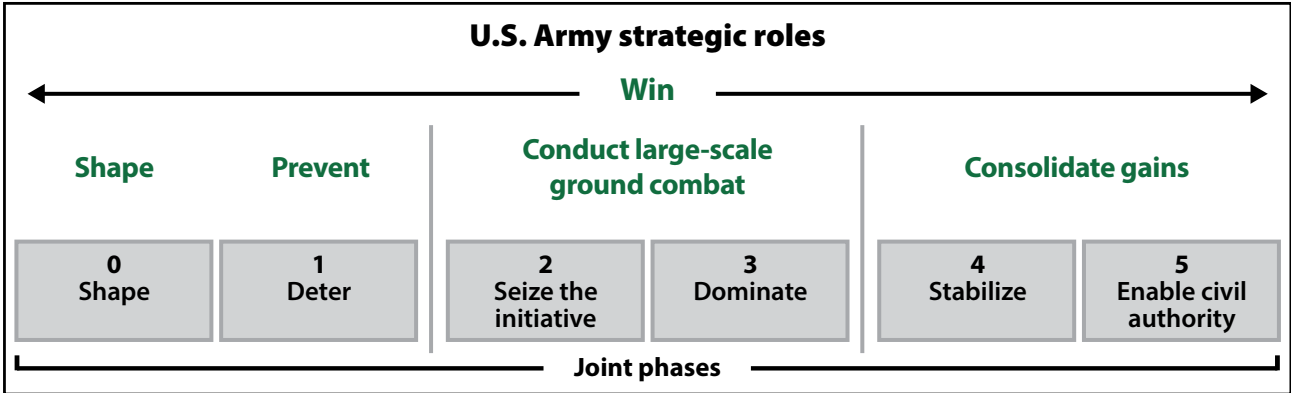 U.S. Army strategic roles
Win
Shape
Prevent
Conduct large-scale
ground combat
Consolidate gains
0
Shape
1
Deter
2
Seize the
initiative
3
Dominate
4
Stabilize
5
Enable civil
authority
Joint phases